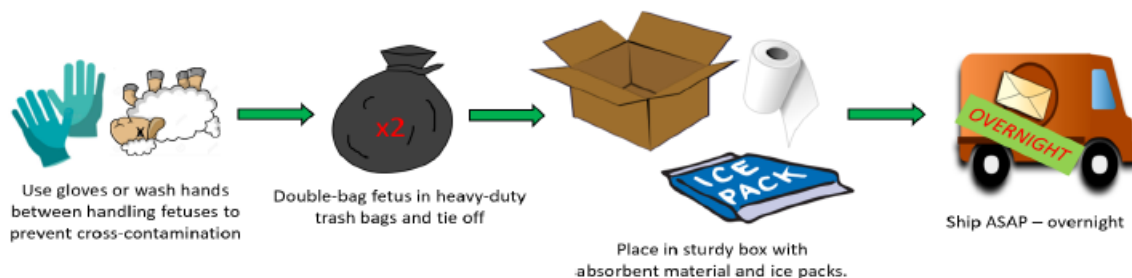 Use gloves or wash hands
between handling fetuses to
prevent cross-contamination
x2
Double-bag fetus in heavy-duty
trash bags and tie off
ICE
PACK
Place in sturdy box with
absorbent material and ice packs.
OVERNIGHT
Ship ASAP – overnight